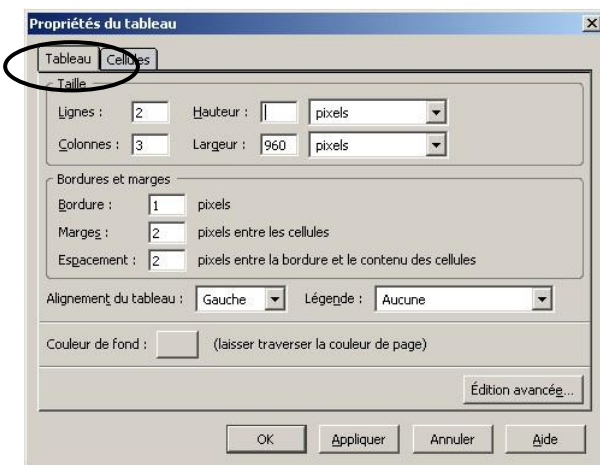 Propriétés du tableau
Tableau Cellules
Taille
Lignes : 2 Hauteur : pixels
Colonnes : 3 Largeur : 960 pixels
Bordures et marges
Bordure : 1 pixels
Marges : 2 pixels entre les cellules
Espacement : 2 pixels entre la bordure et le contenu des cellules
Alignement du tableau : Gauche Légende : Aucune
Couleur de fond : (laisser traverser la couleur de page)
Édition avancée...
OK Appliquer Annuler Aide